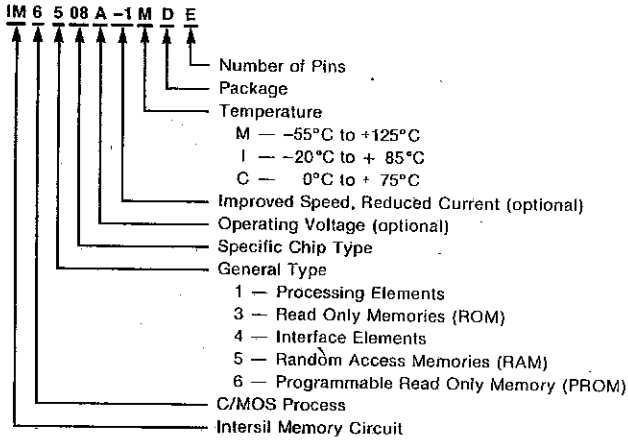 IM 6 5 08 A -1 M D E
Number of Pins
Package
Temperature
M — -55°C to +125°C
I — -20°C to + 85°C
C — 0°C to + 75°C
Improved Speed, Reduced Current (optional)
Operating Voltage (optional)
Specific Chip Type
General Type
1 — Processing Elements
3 — Read Only Memories (ROM)
4 — Interface Elements
5 — Random Access Memories (RAM)
6 — Programmable Read Only Memory (PROM)
C/MOS Process
Intersil Memory Circuit